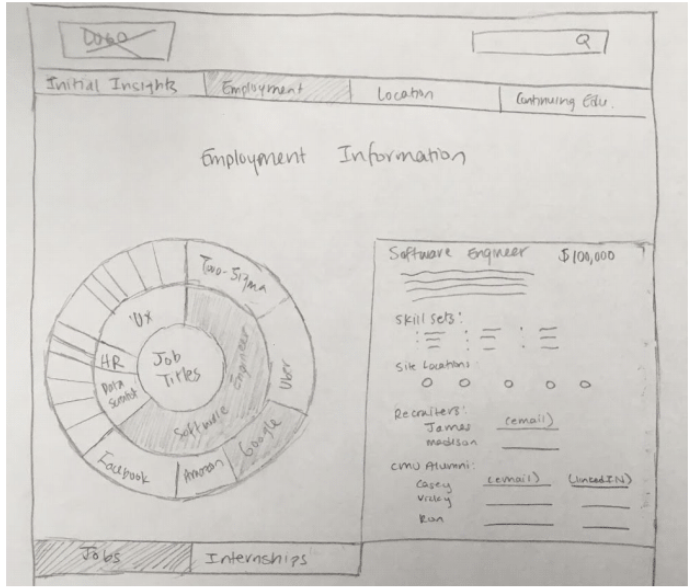 LOGO
Q
Initial Insights
Employment
Location
Continuing Edu.
Employment Information
Two-Sigma
Uber
Google
Amazon
Facebook
UX
HR
Data Scientist
Software Engineer
Job Titles
Software Engineer $100,000
Skill Sets:
Site Locations
Recruiters:
James (email)
Madison
CMU Alumni:
Casey (email) (LinkedIN)
Vicky
Ran
Jobs
Internships